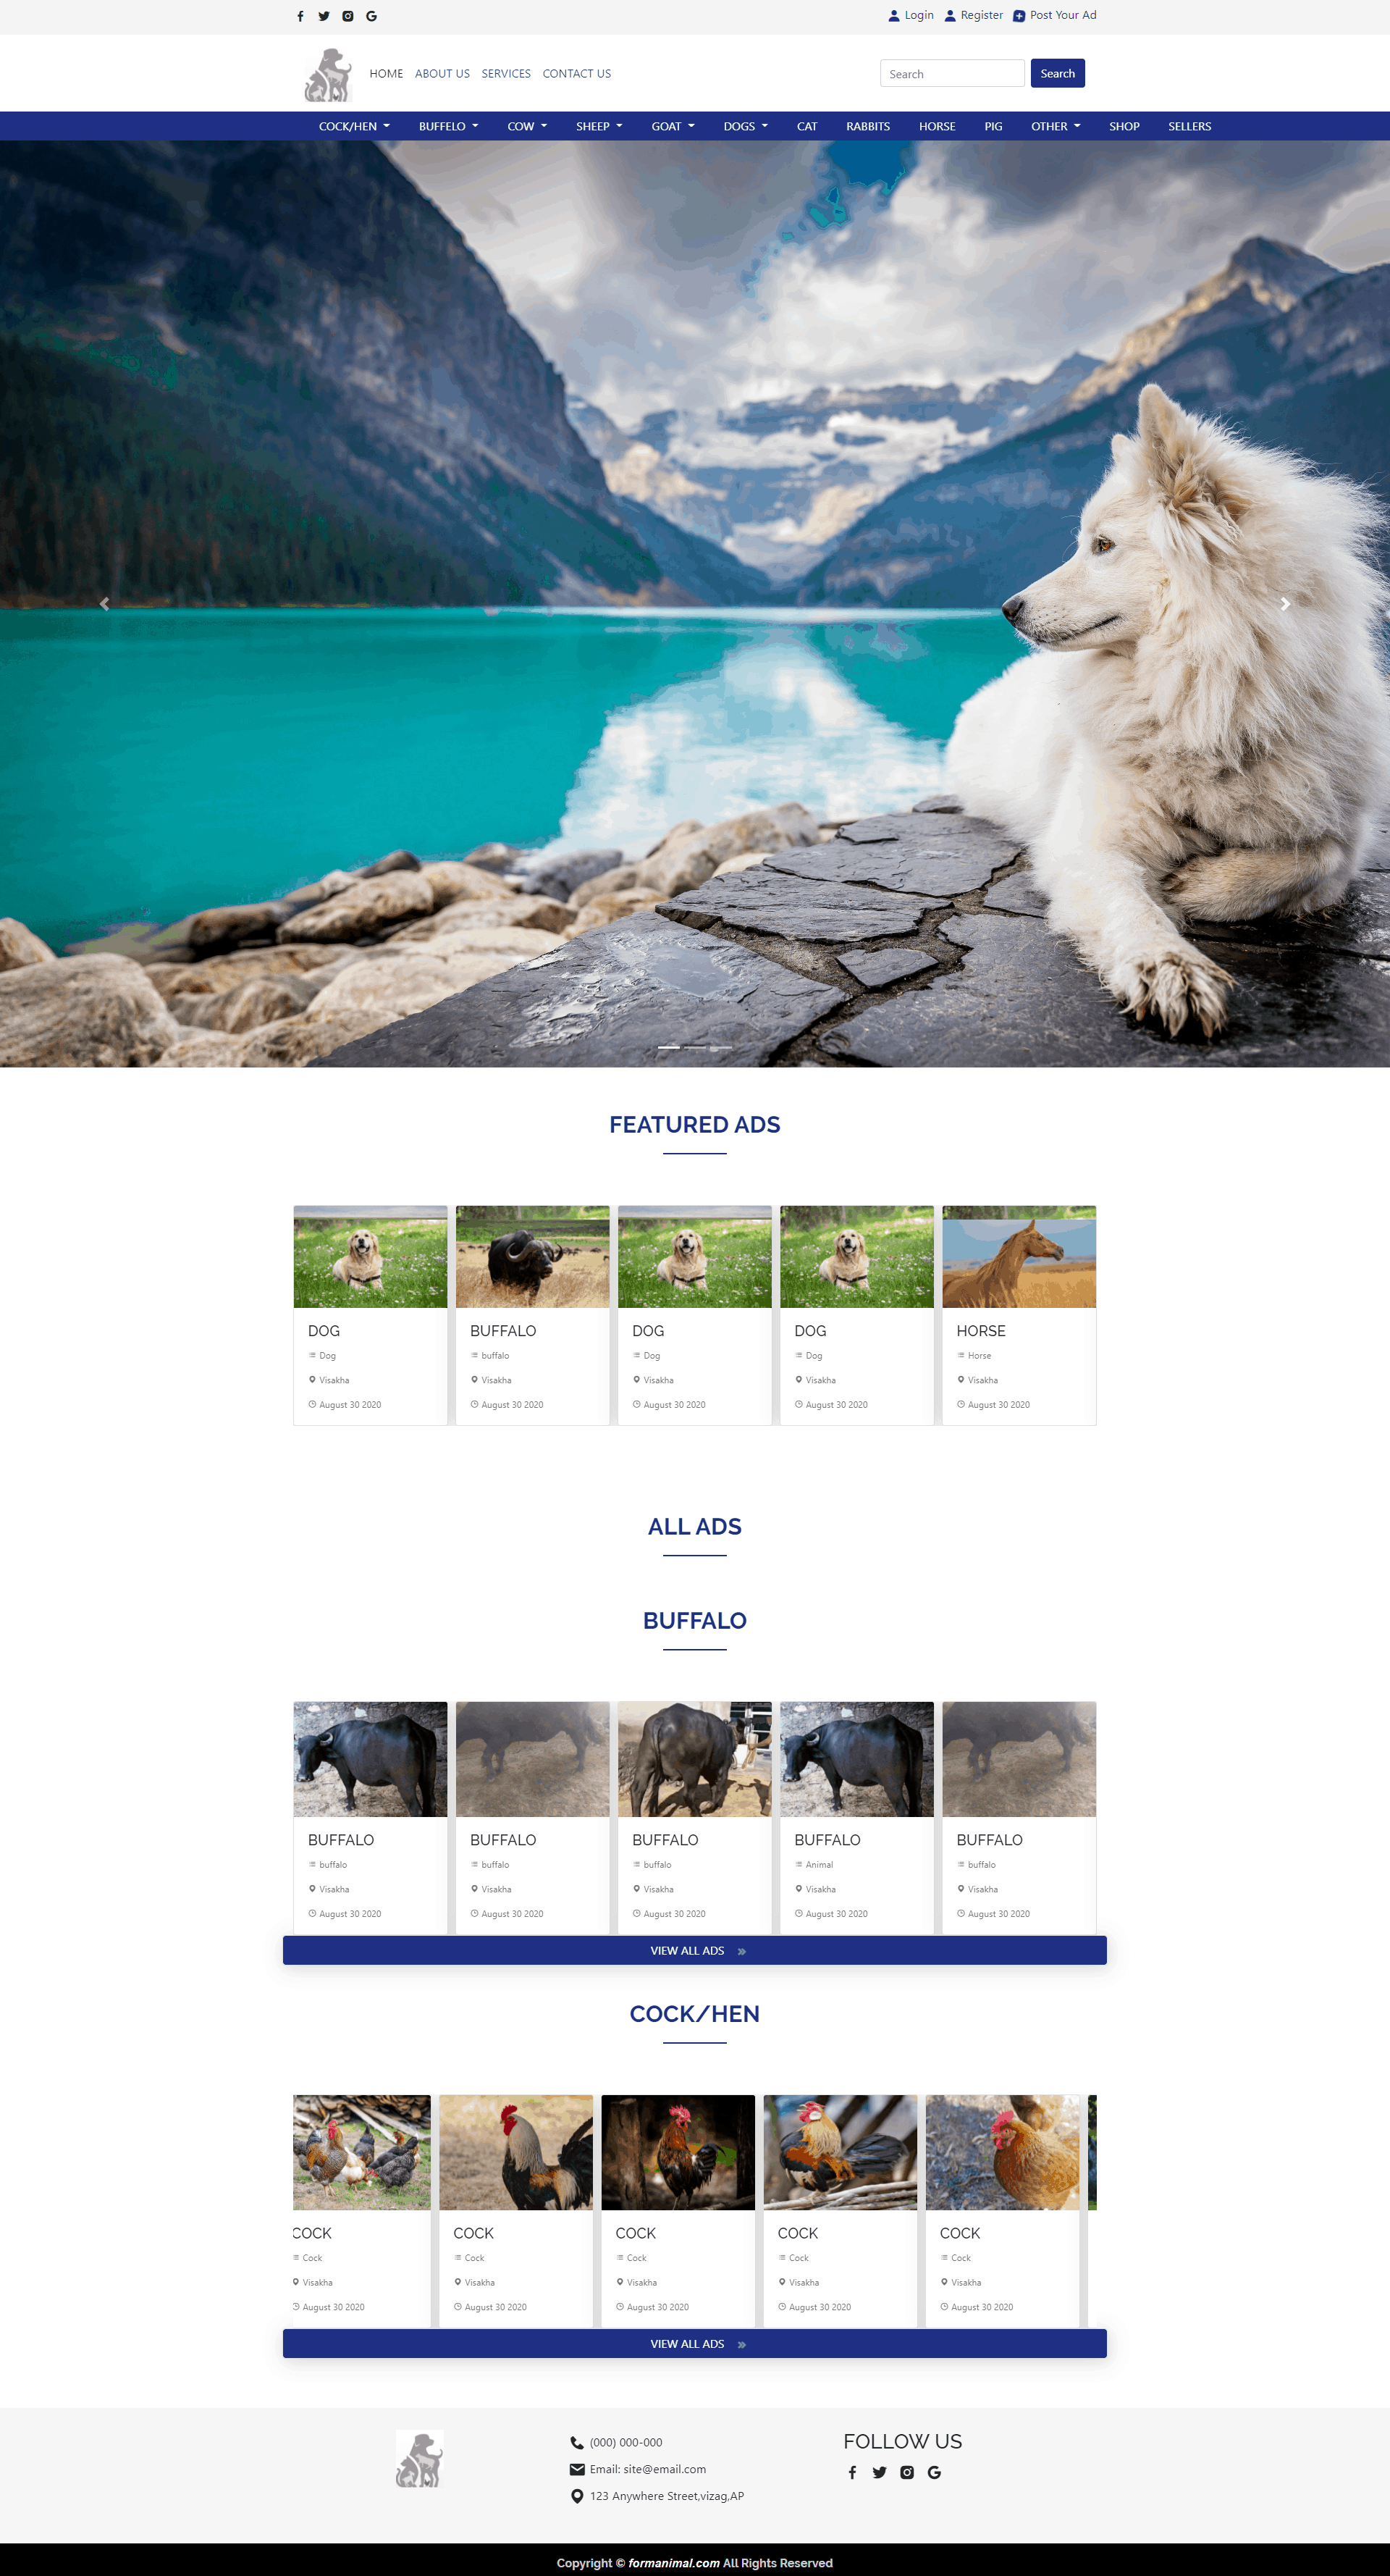 Login Register Post Your Ad
HOME ABOUT US SERVICES CONTACT US Search Search
COCK/HEN BUFFELO COW SHEEP GOAT DOGS CAT RABBITS HORSE PIG OTHER SHOP SELLERS
FEATURED ADS
DOG BUFFALO DOG DOG HORSE
Dog buffalo Dog Dog Horse
Visakha Visakha Visakha Visakha Visakha
August 30 2020 August 30 2020 August 30 2020 August 30 2020 August 30 2020
ALL ADS
BUFFALO
BUFFALO BUFFALO BUFFALO BUFFALO BUFFALO
buffalo buffalo buffalo Animal buffalo
Visakha Visakha Visakha Visakha Visakha
August 30 2020 August 30 2020 August 30 2020 August 30 2020 August 30 2020
VIEW ALL ADS
COCK/HEN
COCK COCK COCK COCK COCK
Cock Cock Cock Cock Cock
Visakha Visakha Visakha Visakha Visakha
August 30 2020 August 30 2020 August 30 2020 August 30 2020 August 30 2020
VIEW ALL ADS
(000) 000-000
Email: site@email.com
123 Anywhere Street,vizag,AP
FOLLOW US
Copyright © formanimal.com All Rights Reserved